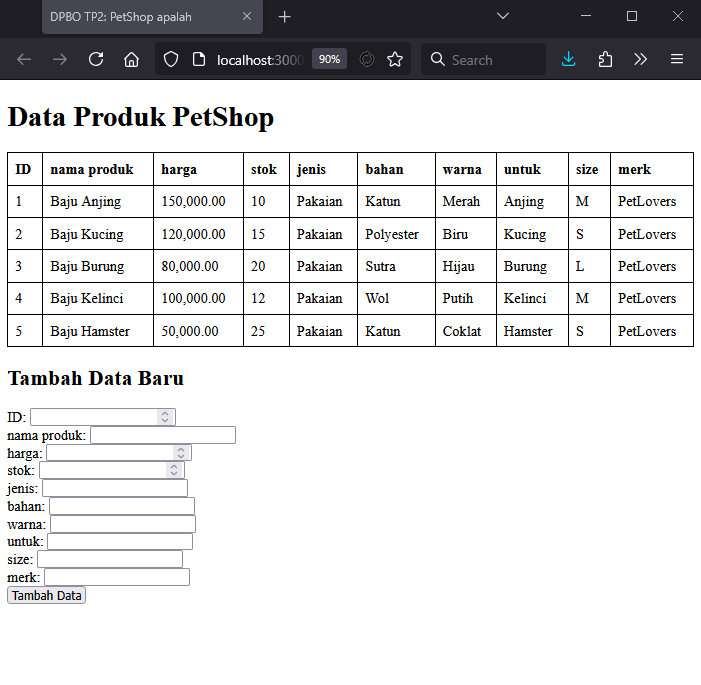 DPBO TP2: PetShop apalah
localhost:3000 90% Search
Data Produk PetShop
ID nama produk harga stok jenis bahan warna untuk size merk
1 Baju Anjing 150,000.00 10 Pakaian Katun Merah Anjing M PetLovers
2 Baju Kucing 120,000.00 15 Pakaian Polyester Biru Kucing S PetLovers
3 Baju Burung 80,000.00 20 Pakaian Sutra Hijau Burung L PetLovers
4 Baju Kelinci 100,000.00 12 Pakaian Wol Putih Kelinci M PetLovers
5 Baju Hamster 50,000.00 25 Pakaian Katun Coklat Hamster S PetLovers
Tambah Data Baru
ID:
nama produk:
harga:
stok:
jenis:
bahan:
warna:
untuk:
size:
merk:
Tambah Data